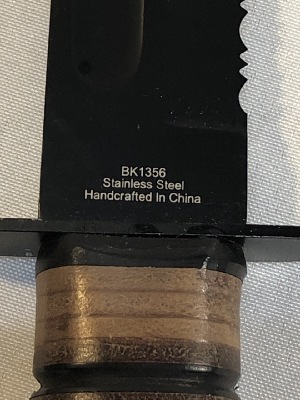 BK1356
Stainless Steel
Handcrafted In China